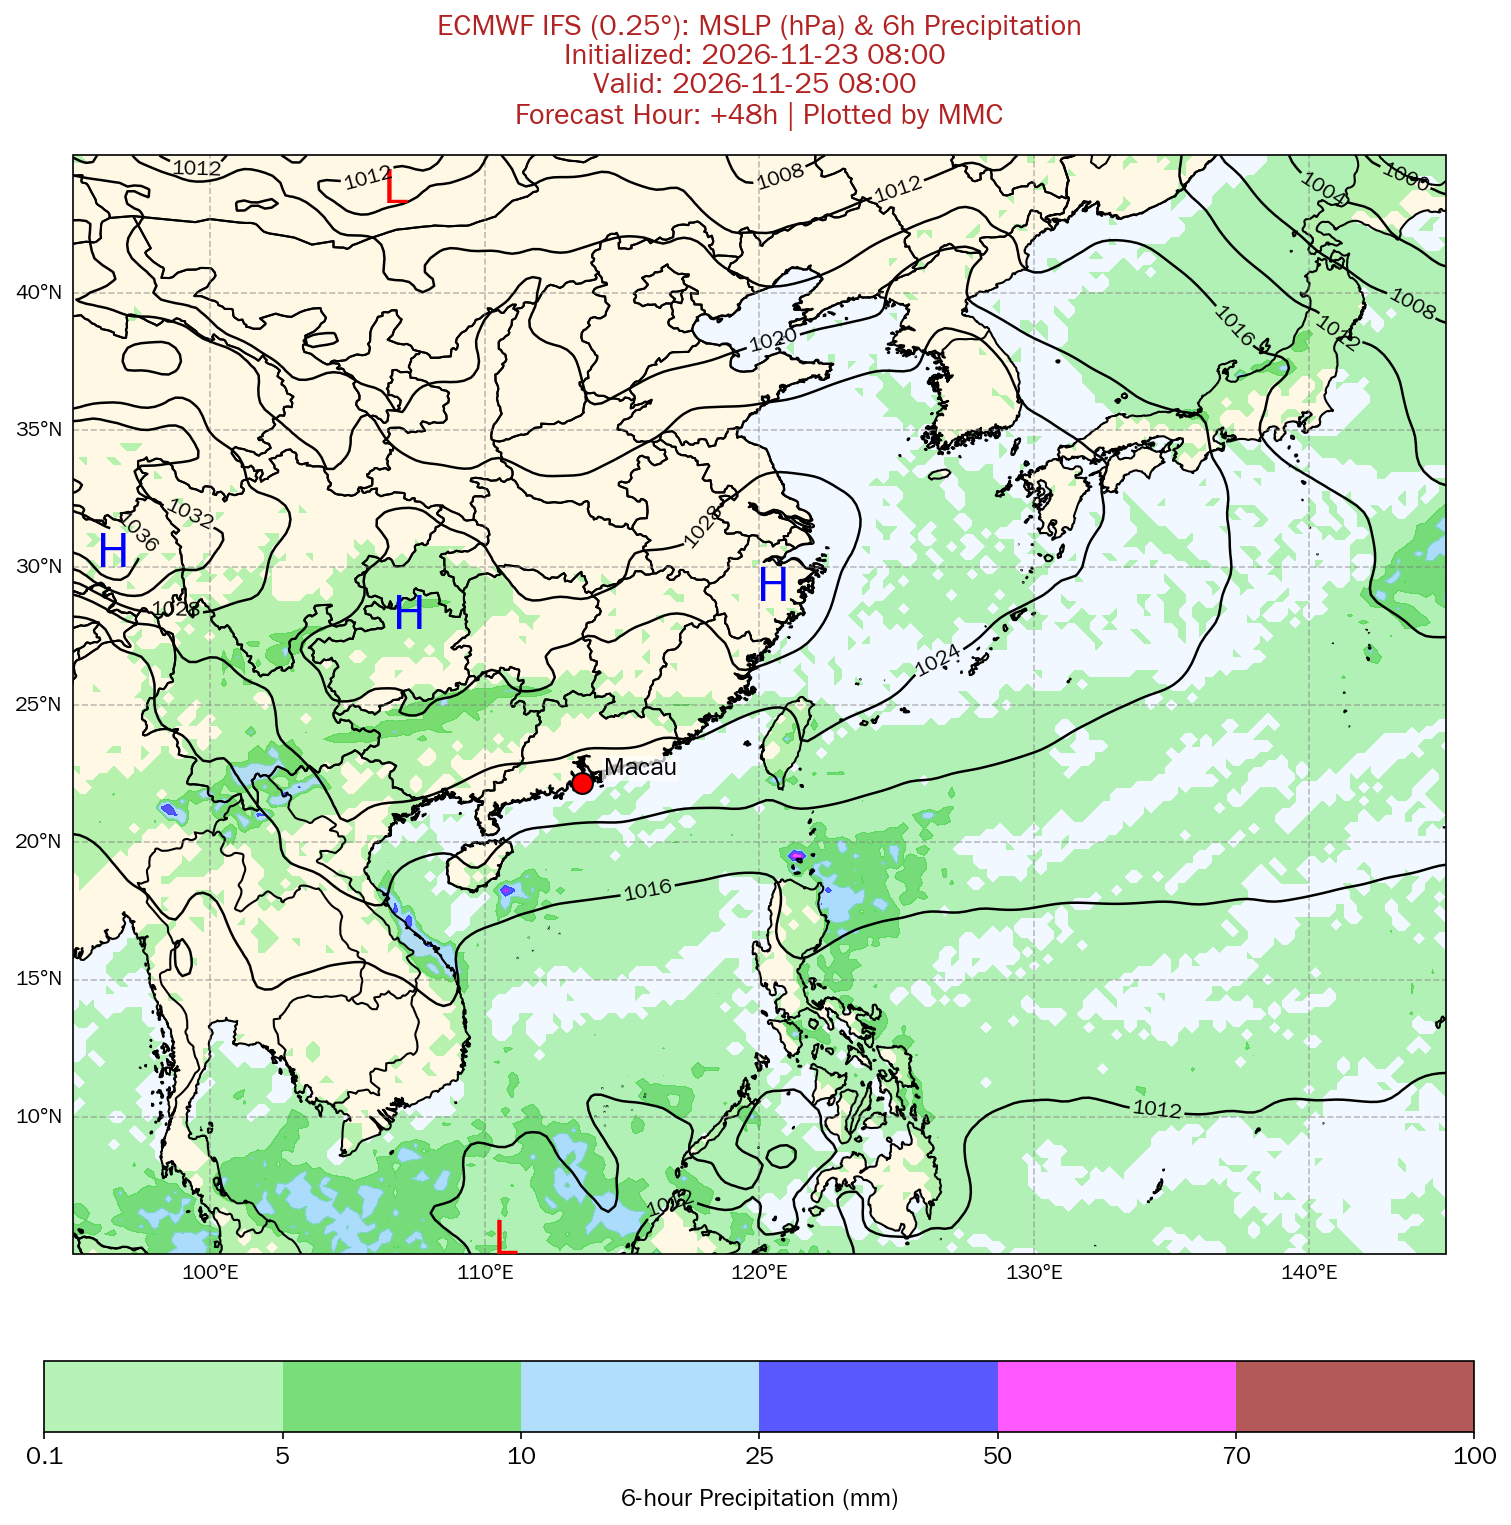 ECMWF IFS (0.25°): MSLP (hPa) & 6h Precipitation
Initialized: 2026-11-23 08:00
Valid: 2026-11-25 08:00
Forecast Hour: +48h | Plotted by MMC
1012
1012
L
1008
1012
1004
1000
40°N
1008
1020
1016
1012
35°N
1032
1036
1028
H
30°N
H
1028
H
1024
25°N
Macau
20°N
1016
15°N
1012
10°N
1012
L
100°E
110°E
120°E
130°E
140°E
0.1
5
10
25
50
70
100
6-hour Precipitation (mm)